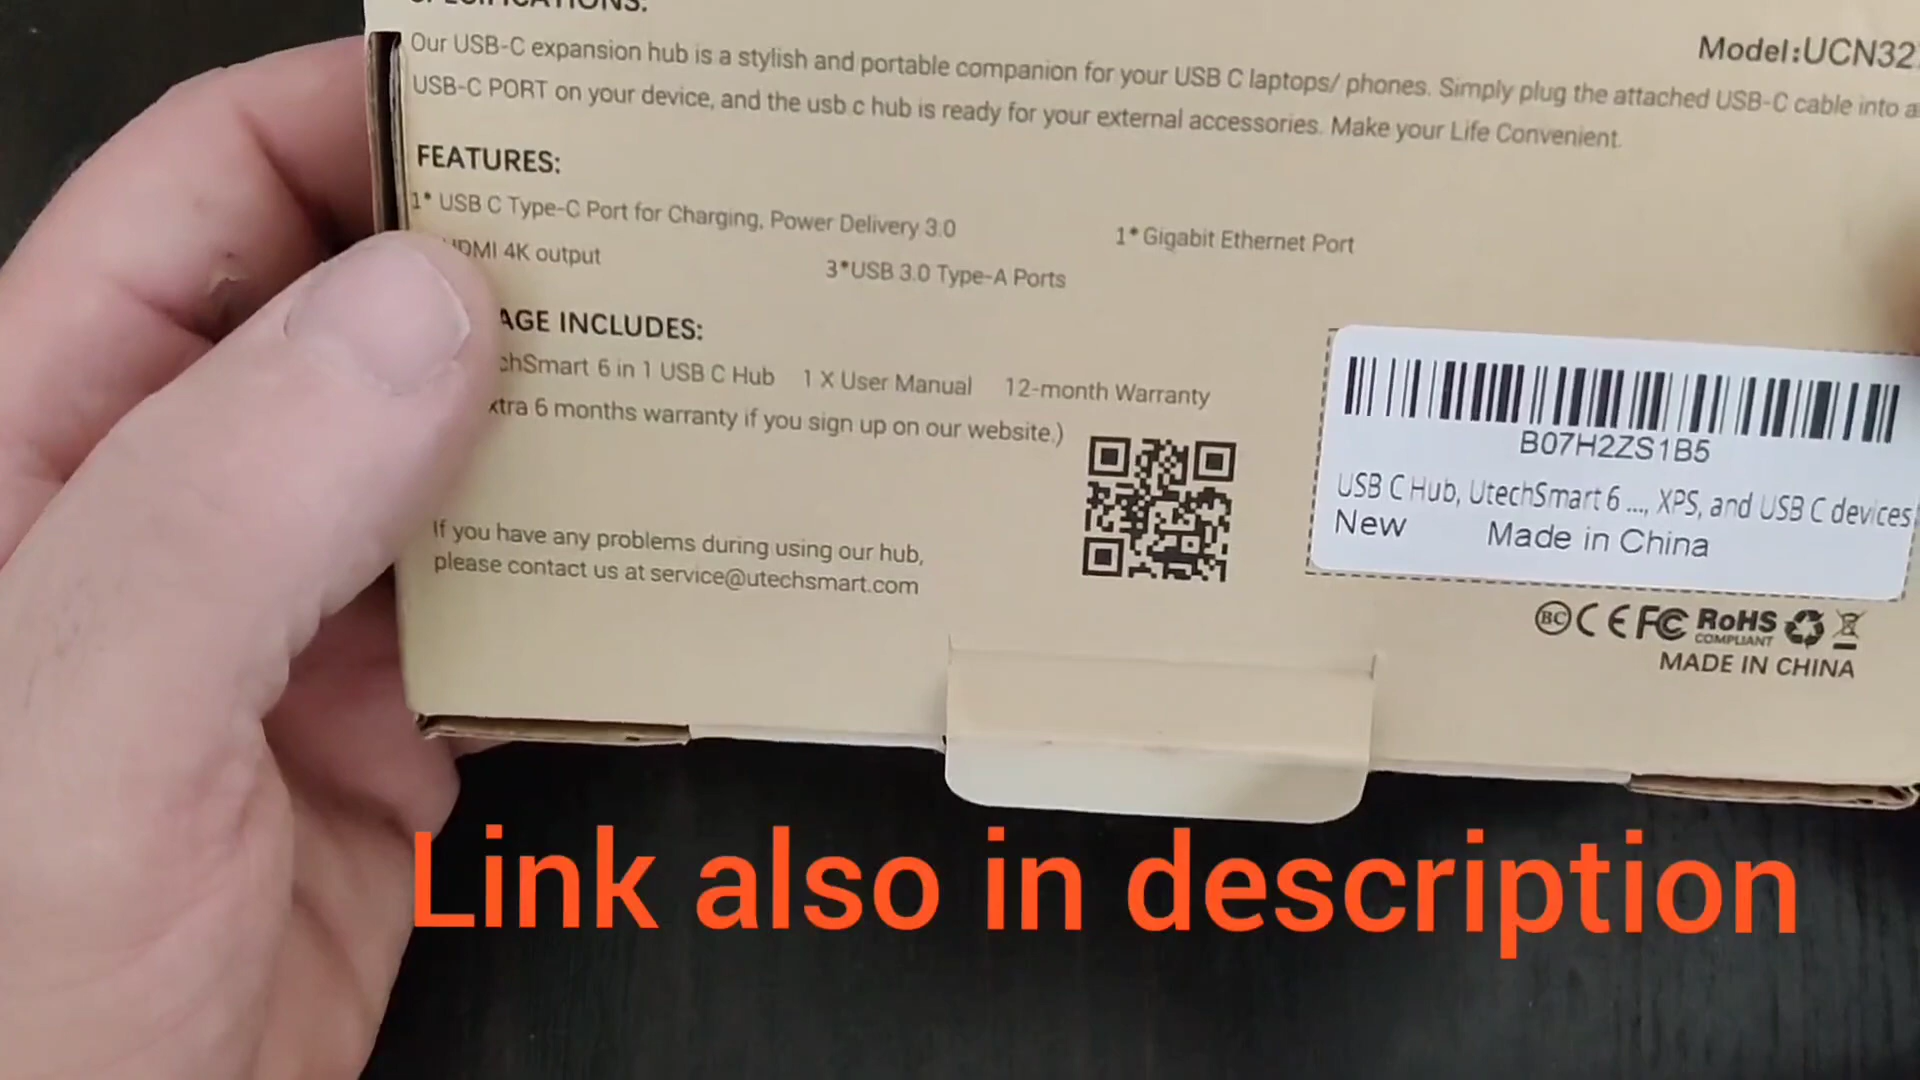 SPECIFICATIONS:
Model:UCN32
Our USB-C expansion hub is a stylish and portable companion for your USB C laptops/ phones. Simply plug the attached USB-C cable into a
USB-C PORT on your device, and the usb c hub is ready for your external accessories. Make your Life Convenient.
FEATURES:
1* USB C Type-C Port for Charging, Power Delivery 3.0
1* Gigabit Ethernet Port
HDMI 4K output
3*USB 3.0 Type-A Ports
AGE INCLUDES:
chSmart 6 in 1 USB C Hub 1 X User Manual 12-month Warranty
xtra 6 months warranty if you sign up on our website.)
If you have any problems during using our hub,
please contact us at service@utechsmart.com
B07H2ZS1B5
USB C Hub, UtechSmart 6 ..., XPS, and USB C devices
New Made in China
BC CE FC RoHS
COMPLIANT
MADE IN CHINA
Link also in description